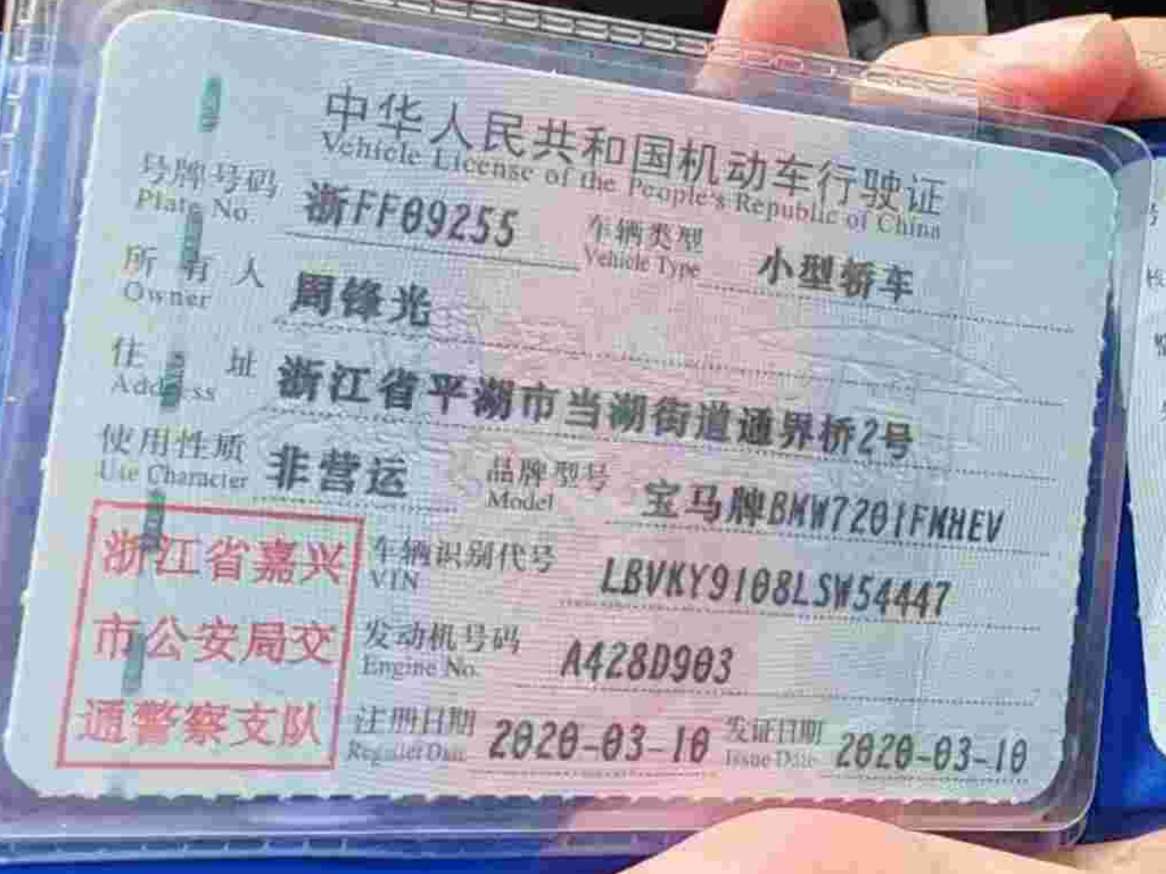 中华人民共和国机动车行驶证
Vehicle License of the People's Republic of China
号牌号码 浙FF09255 车辆类型 小型轿车
Plate No. Vehicle Type
所有人 周锋光
Owner
住址 浙江省平湖市当湖街道通界桥2号
Address
使用性质 非营运 品牌型号 宝马牌BMW7201FMHEV
Use Character Model
车辆识别代号 LBVKY9108LSW54447
VIN
发动机号码 A428D903
Engine No.
注册日期 2020-03-10 发证日期 2020-03-10
Register Date Issue Date
浙江省嘉兴
市公安局交
通警察支队